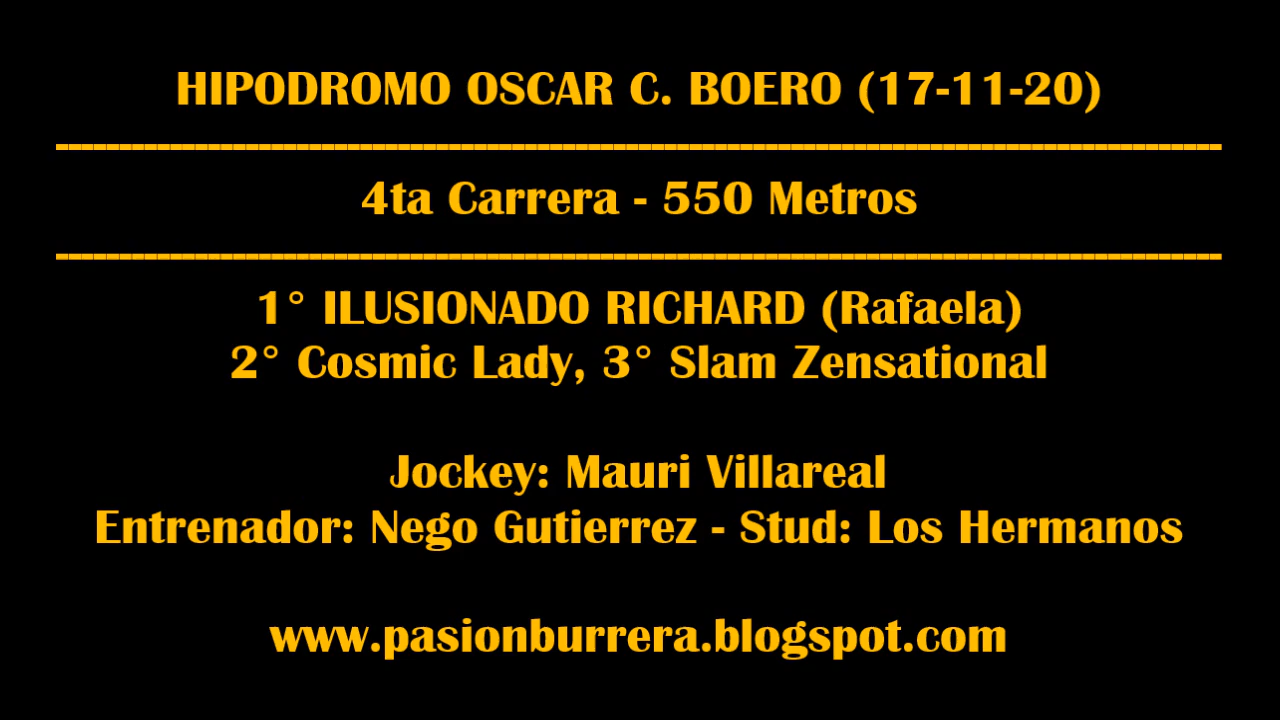 HIPODROMO OSCAR C. BOERO (17-11-20)
4ta Carrera - 550 Metros
1° ILUSIONADO RICHARD (Rafaela)
2° Cosmic Lady, 3° Slam Zensational
Jockey: Mauri Villareal
Entrenador: Nego Gutierrez - Stud: Los Hermanos
www.pasionburrera.blogspot.com